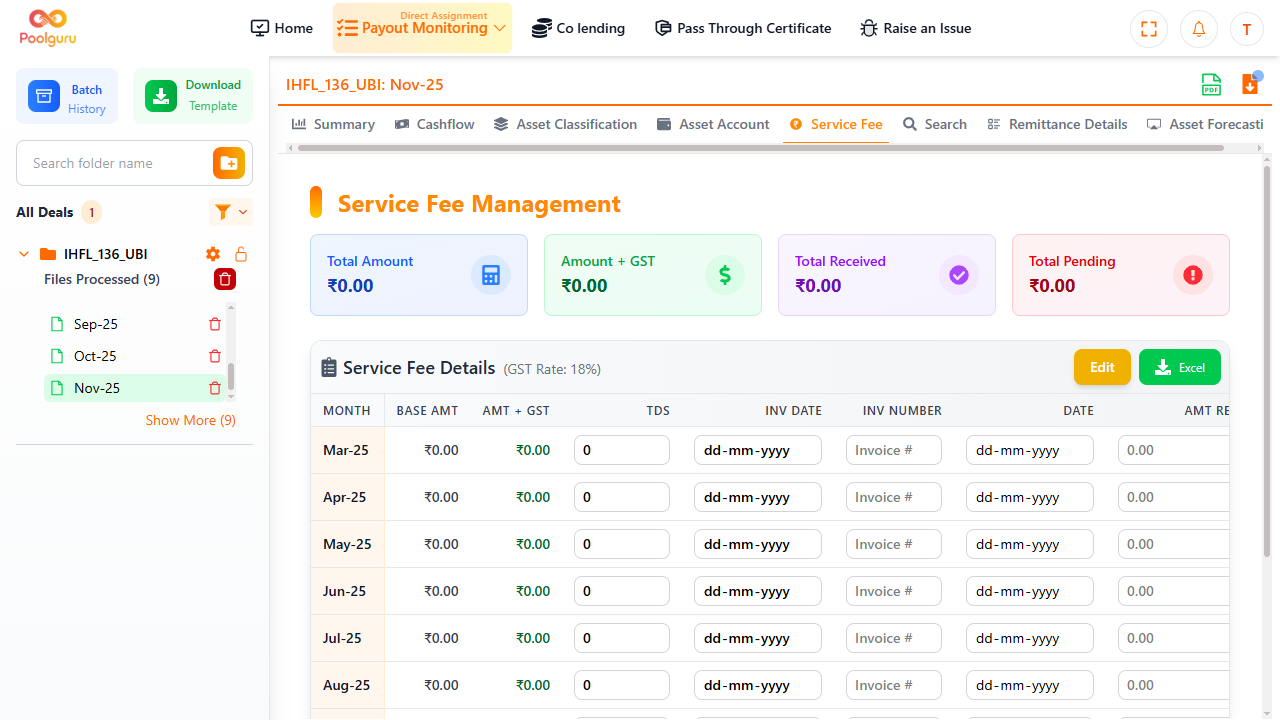 Poolguru
Home
Direct Assignment
Payout Monitoring
Co lending
Pass Through Certificate
Raise an Issue
T
Batch
History
Download
Template
Search folder name
All Deals 1
IHFL_136_UBI
Files Processed (9)
Sep-25
Oct-25
Nov-25
Show More (9)
IHFL_136_UBI: Nov-25
PDF
Summary Cashflow Asset Classification Asset Account Service Fee Search Remittance Details Asset Forecasti
Service Fee Management
Total Amount
₹0.00
Amount + GST
₹0.00
$
Total Received
₹0.00
Total Pending
₹0.00
Service Fee Details (GST Rate: 18%)
Edit
Excel
MONTH BASE AMT AMT + GST TDS INV DATE INV NUMBER DATE AMT RE
Mar-25 ₹0.00 ₹0.00 0 dd-mm-yyyy Invoice # dd-mm-yyyy 0.00
Apr-25 ₹0.00 ₹0.00 0 dd-mm-yyyy Invoice # dd-mm-yyyy 0.00
May-25 ₹0.00 ₹0.00 0 dd-mm-yyyy Invoice # dd-mm-yyyy 0.00
Jun-25 ₹0.00 ₹0.00 0 dd-mm-yyyy Invoice # dd-mm-yyyy 0.00
Jul-25 ₹0.00 ₹0.00 0 dd-mm-yyyy Invoice # dd-mm-yyyy 0.00
Aug-25 ₹0.00 ₹0.00 0 dd-mm-yyyy Invoice # dd-mm-yyyy 0.00